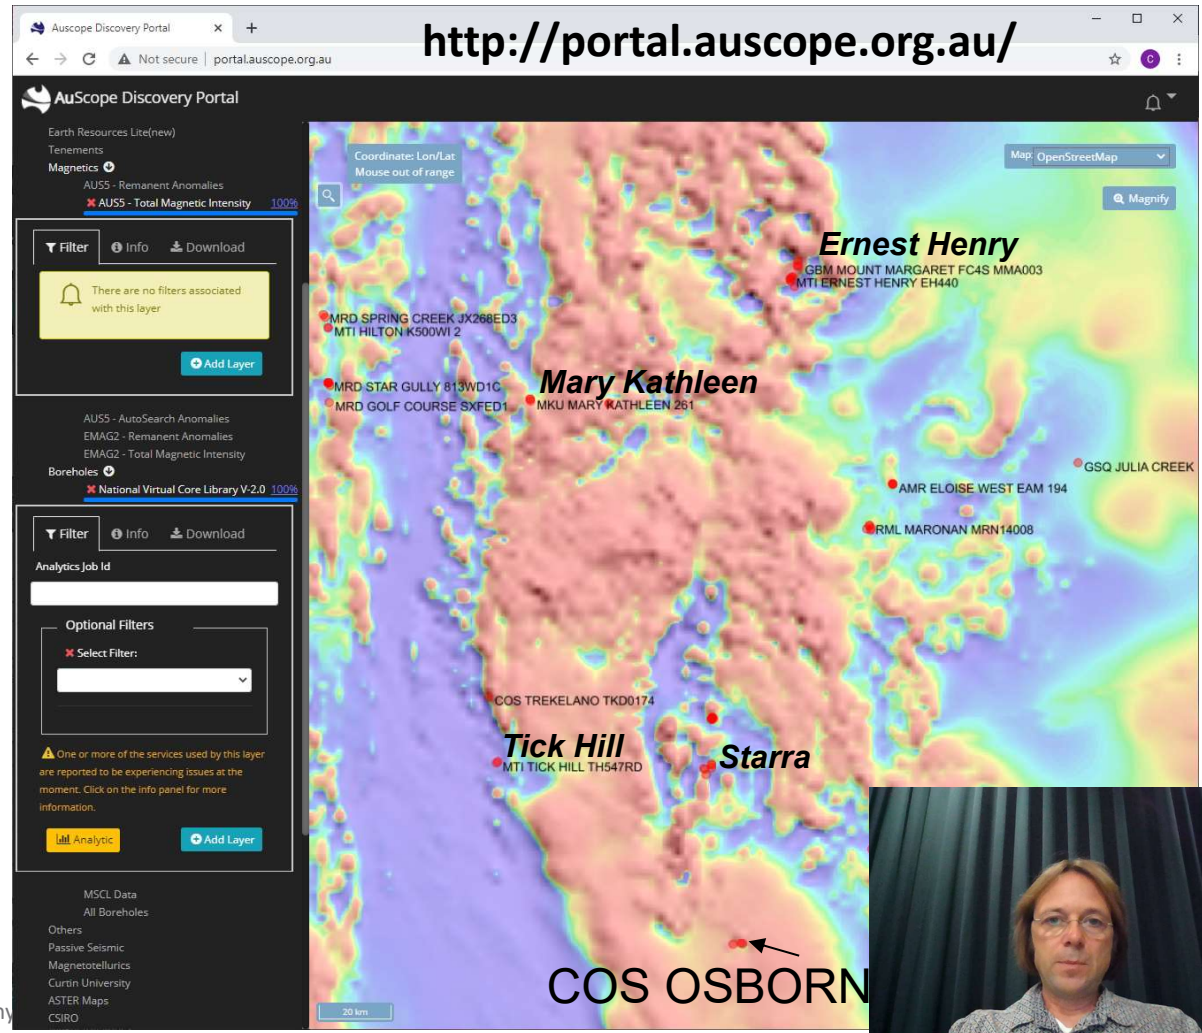 Auscope Discovery Portal
http://portal.auscope.org.au/
Not secure | portal.auscope.org.au
C
AuScope Discovery Portal
Earth Resources Lite(new)
Tenements
Magnetics
AUS5 - Remanent Anomalies
AUS5 - Total Magnetic Intensity 100%
Filter Info Download
There are no filters associated
with this layer
Add Layer
AUS5 - AutoSearch Anomalies
EMAG2 - Remanent Anomalies
EMAG2 - Total Magnetic Intensity
Boreholes
National Virtual Core Library V-2.0 100%
Filter Info Download
Analytics Job Id
Optional Filters
Select Filter:
One or more of the services used by this layer
are reported to be experiencing issues at the
moment. Click on the info panel for more
information.
Analytic Add Layer
MSCL Data
All Boreholes
Others
Passive Seismic
Magnetotellurics
Curtin University
ASTER Maps
CSIRO
Coordinate: Lon/Lat
Mouse out of range
Map: OpenStreetMap
Magnify
Ernest Henry
GBM MOUNT MARGARET FC4S MMA003
MTI ERNEST HENRY EH440
MRD SPRING CREEK JX268ED3
MTI HILTON K500WI 2
Mary Kathleen
MRD STAR GULLY 813WD1C
MRD GOLF COURSE SXFED1
MKU MARY KATHLEEN 261
GSQ JULIA CREEK
AMR ELOISE WEST EAM 194
RML MARONAN MRN14008
COS TREKELANO TKD0174
Tick Hill
MTI TICK HILL TH547RD
Starra
COS OSBORN
20 km